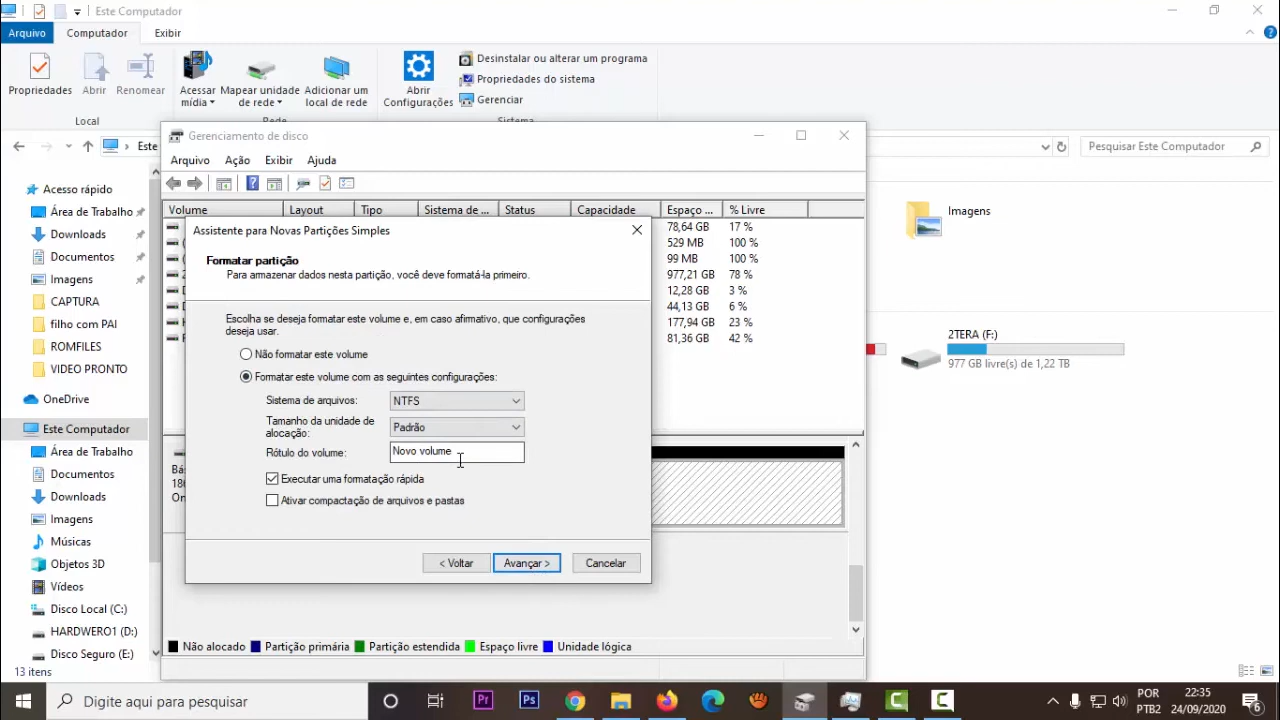 Este Computador
Arquivo
Computador
Exibir
Propriedades
Abrir
Renomear
Local
Acessar
mídia
Mapear unidade
de rede
Adicionar um
local de rede
Rede
Abrir
Configurações
Desinstalar ou alterar um programa
Propriedades do sistema
Gerenciar
Sistema
Este
Pesquisar Este Computador
Acesso rápido
Área de Trabalho
Downloads
Documentos
Imagens
CAPTURA
filho com PAI
ROMFILES
VIDEO PRONTO
OneDrive
Este Computador
Área de Trabalho
Documentos
Downloads
Imagens
Músicas
Objetos 3D
Vídeos
Disco Local (C:)
HARDWERO1 (D:)
Disco Seguro (E:)
13 itens
Imagens
2TERA (F:)
977 GB livre(s) de 1,22 TB
Gerenciamento de disco
Arquivo Ação Exibir Ajuda
Volume Layout Tipo Sistema de ... Status Capacidade Espaço ... % Livre
78,64 GB 17 %
529 MB 100 %
99 MB 100 %
977,21 GB 78 %
12,28 GB 3 %
44,13 GB 6 %
177,94 GB 23 %
81,36 GB 42 %
Assistente para Novas Partições Simples
Formatar partição
Para armazenar dados nesta partição, você deve formatá-la primeiro.
Escolha se deseja formatar este volume e, em caso afirmativo, que configurações
deseja usar.
Não formatar este volume
Formatar este volume com as seguintes configurações:
Sistema de arquivos: NTFS
Tamanho da unidade de
alocação: Padrão
Rótulo do volume: Novo volume
Executar uma formatação rápida
Ativar compactação de arquivos e pastas
< Voltar Avançar > Cancelar
Não alocado Partição primária Partição estendida Espaço livre Unidade lógica
Digite aqui para pesquisar
Pr
Ps
POR
PTB2
22:35
24/09/2020
6